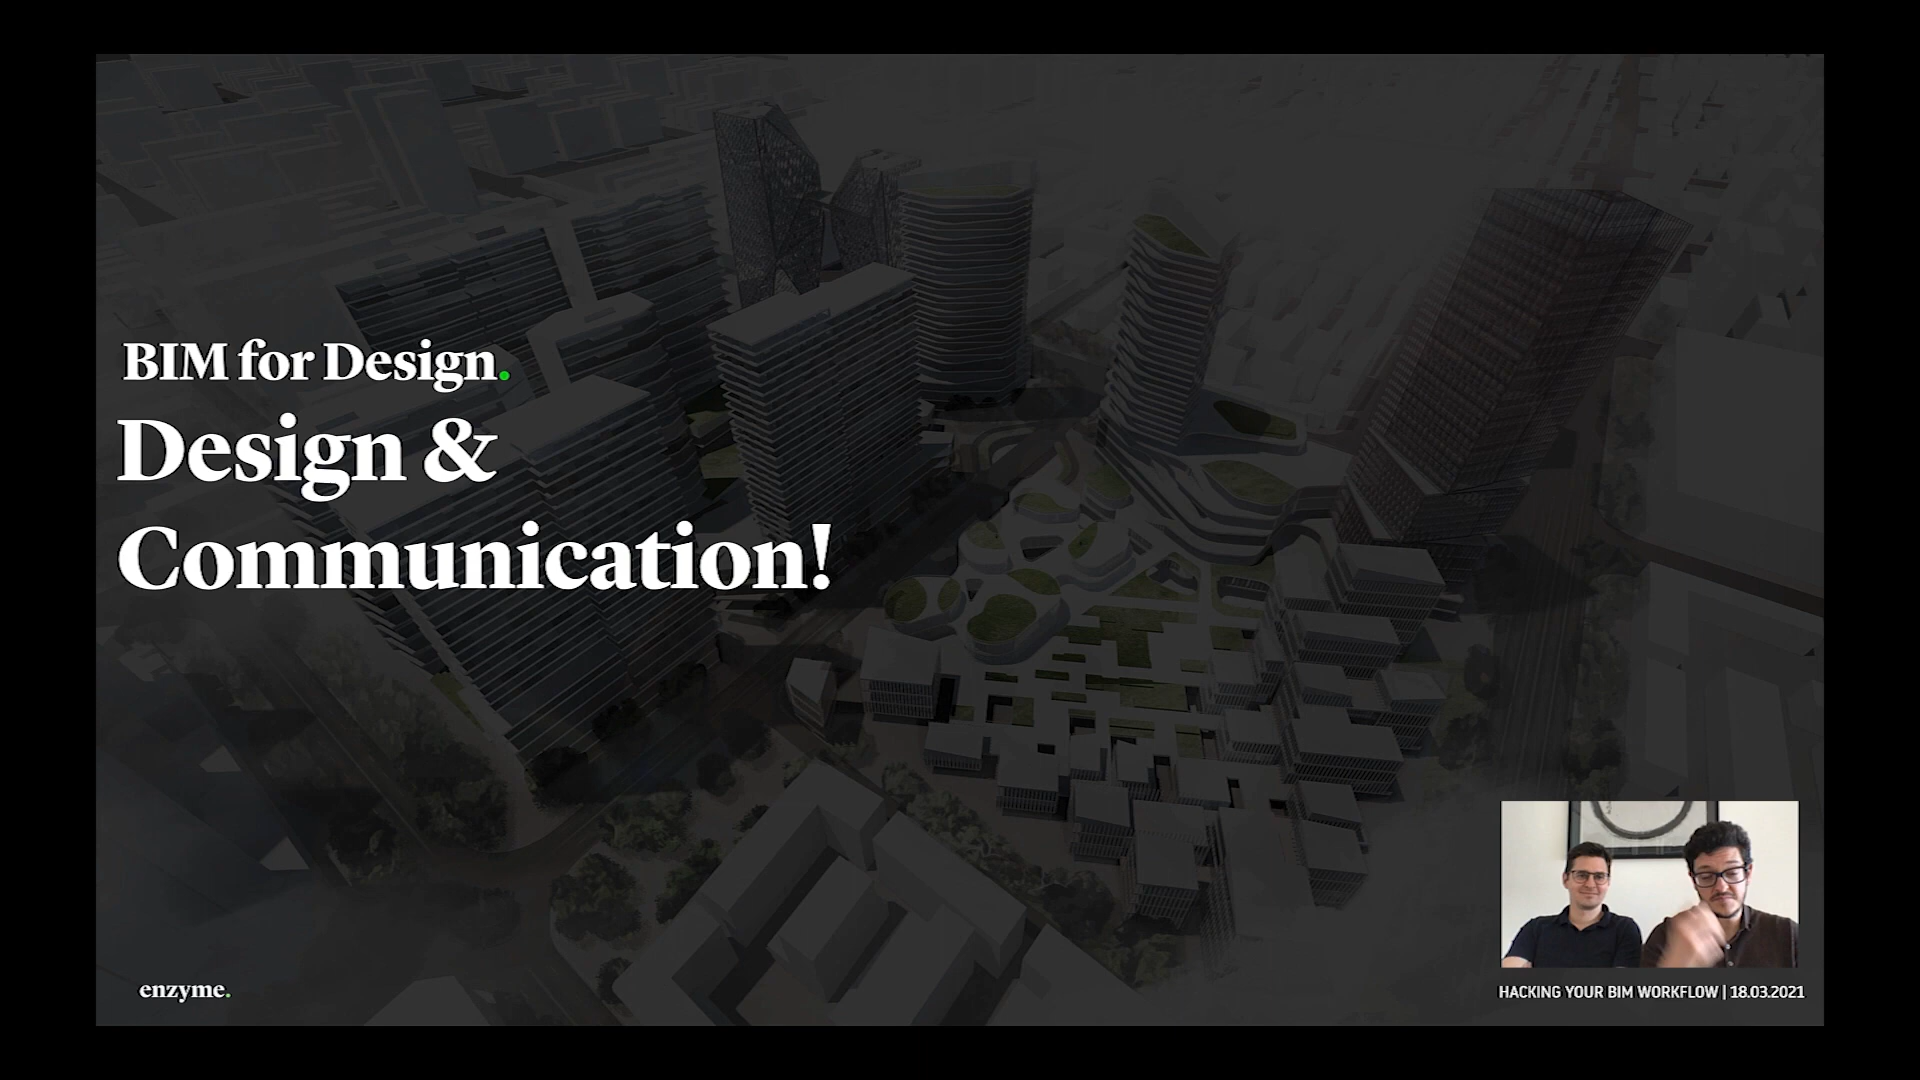 BIM for Design.
Design &
Communication!
enzyme.
HACKING YOUR BIM WORKFLOW | 18.03.2021